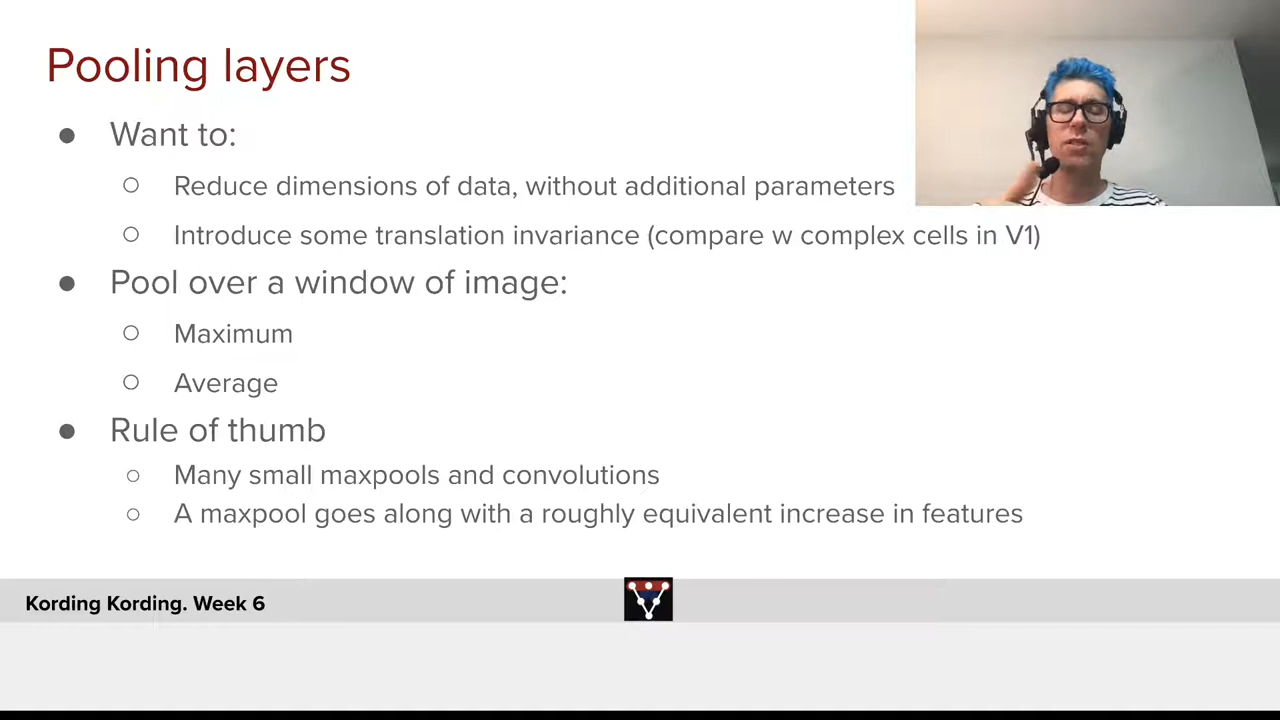 Pooling layers
● Want to:
○ Reduce dimensions of data, without additional parameters
○ Introduce some translation invariance (compare w complex cells in V1)
● Pool over a window of image:
○ Maximum
○ Average
● Rule of thumb
○ Many small maxpools and convolutions
○ A maxpool goes along with a roughly equivalent increase in features
Kording Kording. Week 6